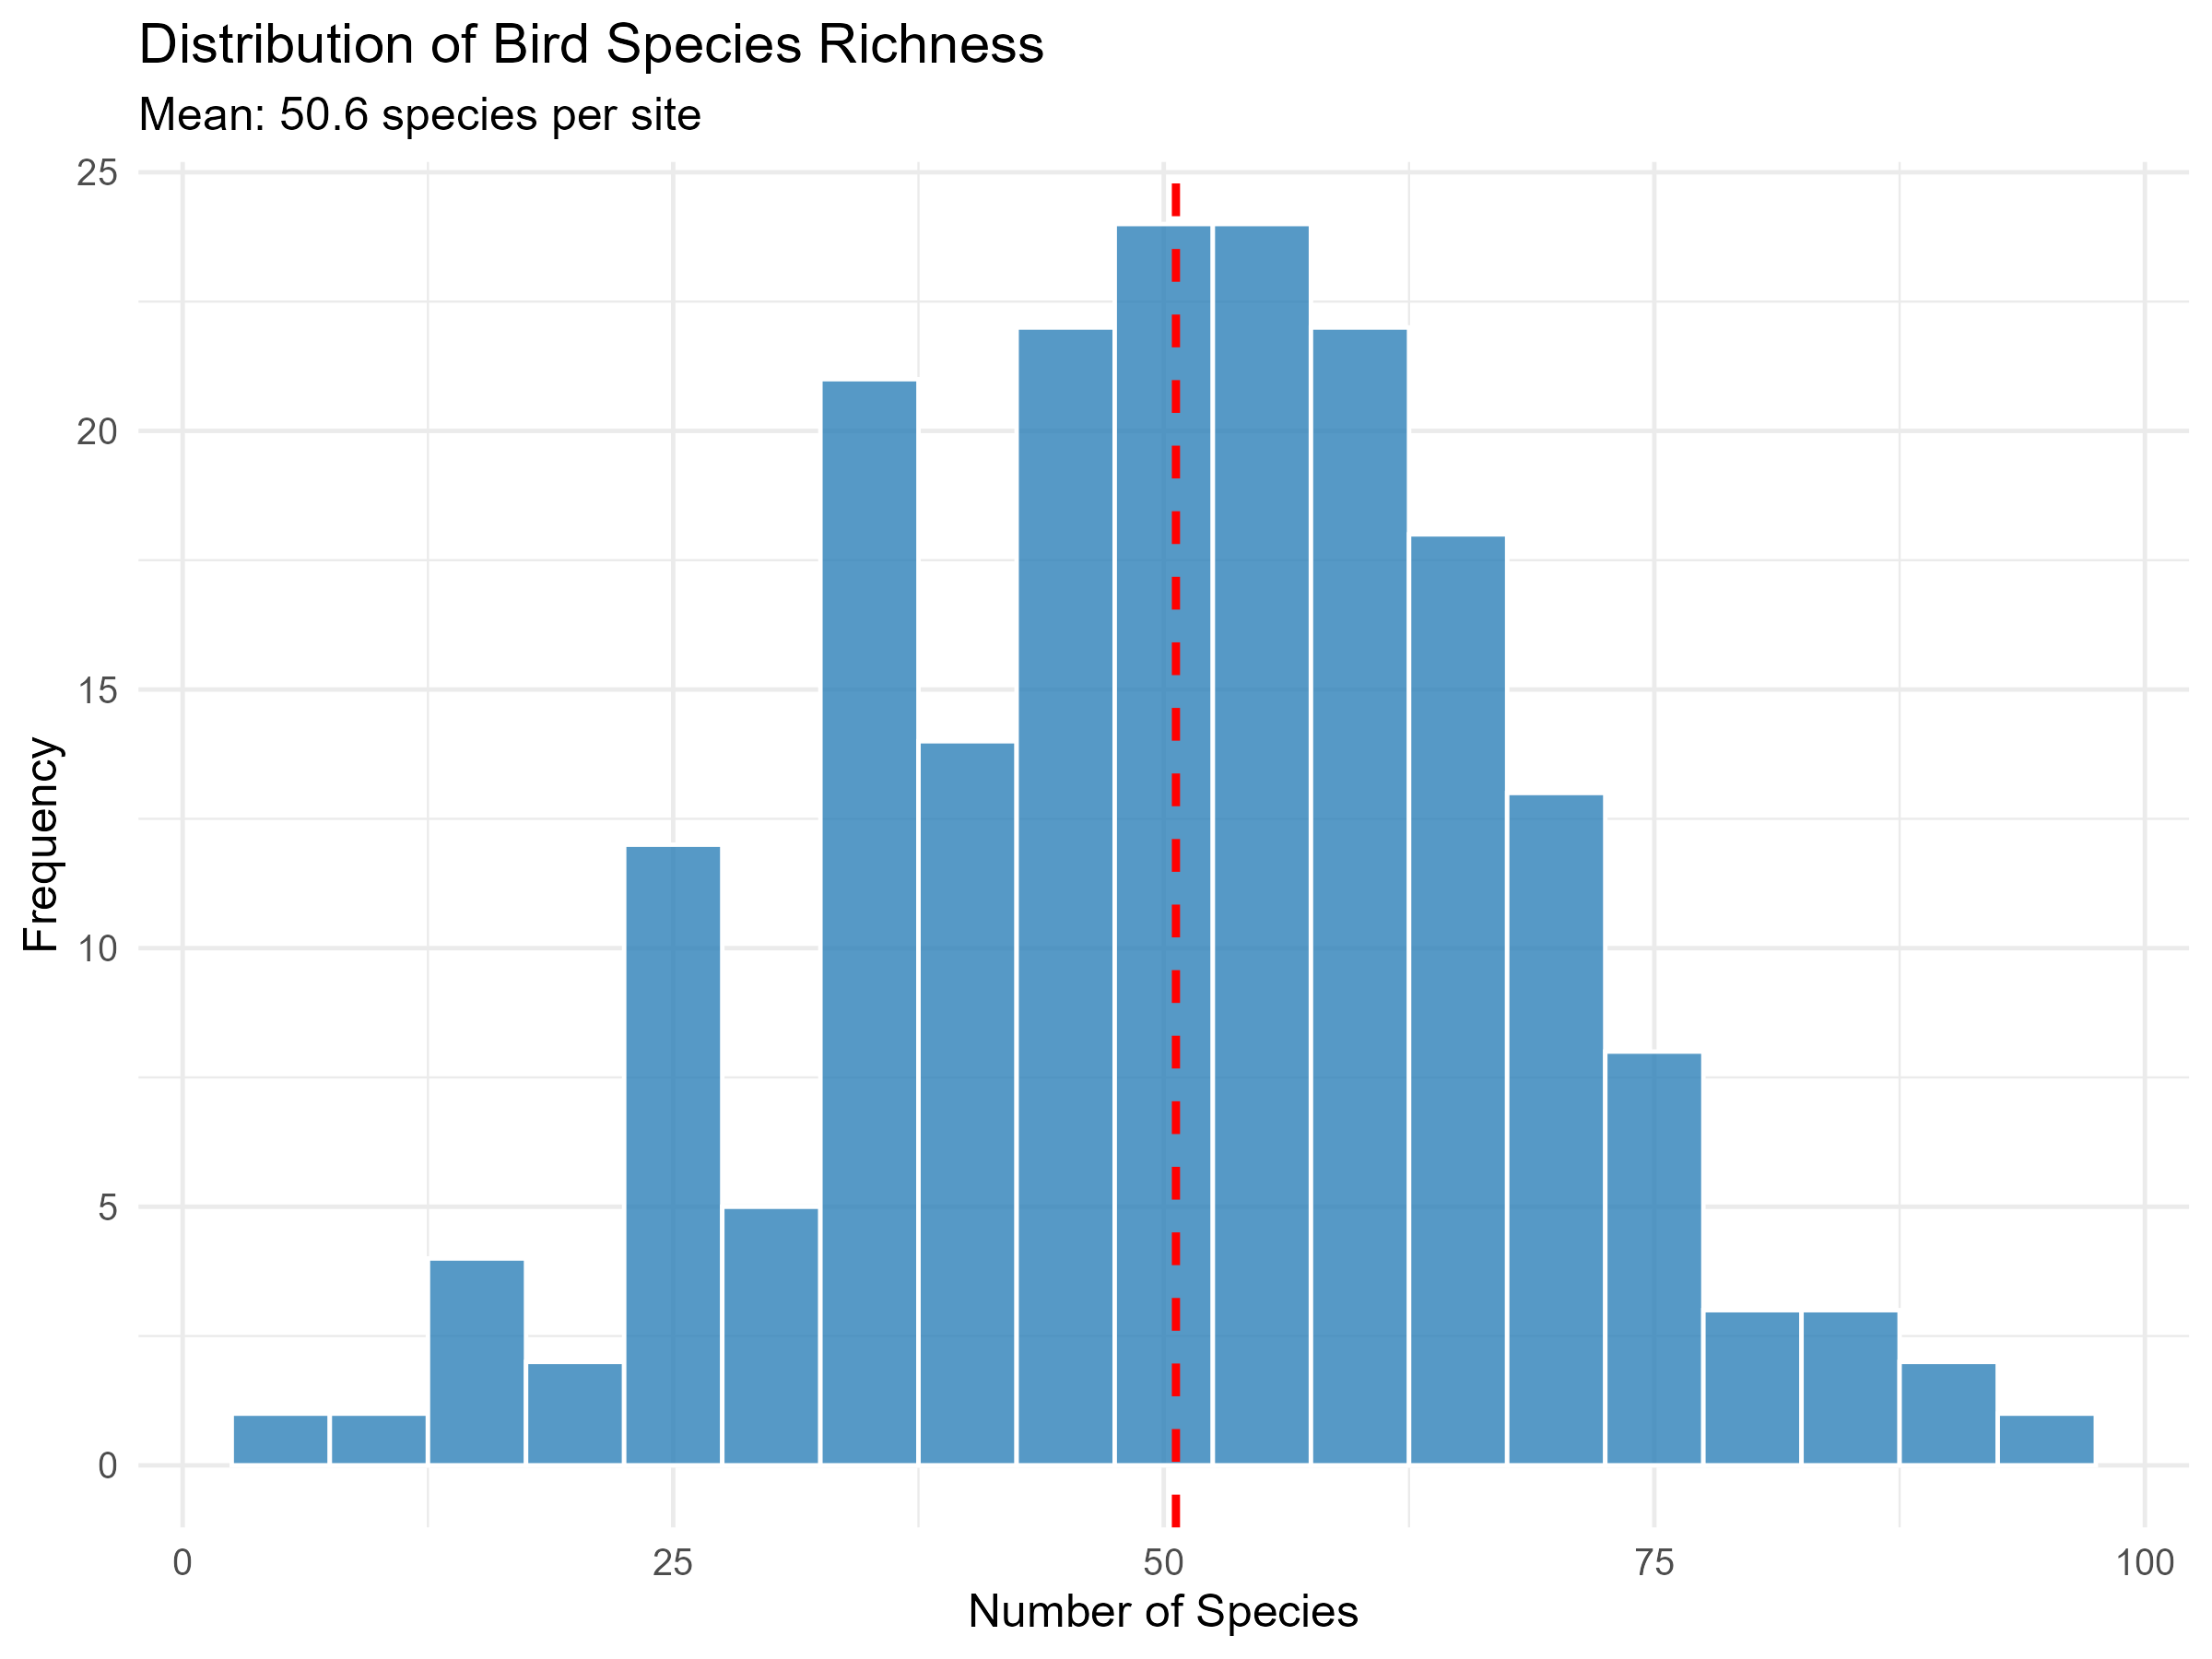 Distribution of Bird Species Richness
Mean: 50.6 species per site
25
20
15
10
5
0
Frequency
0 25 50 75 100
Number of Species